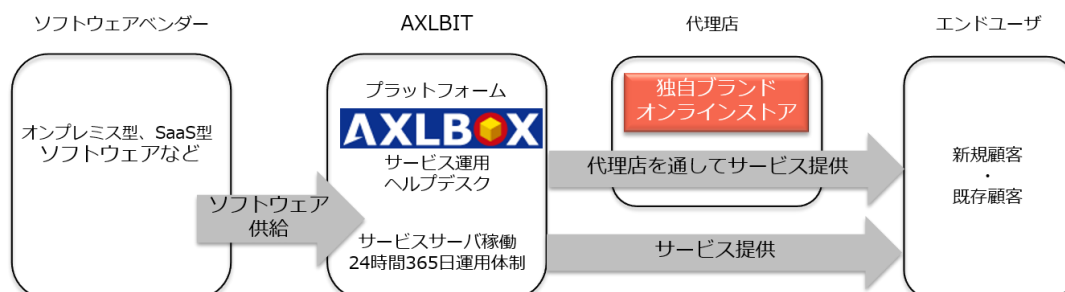 ソフトウェアベンダー
AXLBIT
代理店
エンドユーザ
オンプレミス型、SaaS型
ソフトウェアなど
ソフトウェア
供給
プラットフォーム
AXLBOX
サービス運用
ヘルプデスク
サービスサーバ稼働
24時間365日運用体制
独自ブランド
オンラインストア
代理店を通してサービス提供
サービス提供
新規顧客
・
既存顧客